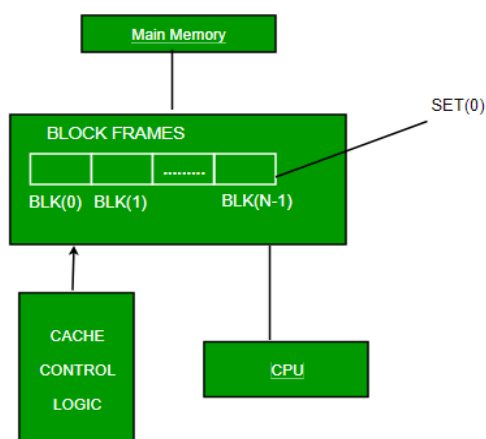 Main Memory
SET(0)
BLOCK FRAMES
.........
BLK(0) BLK(1) BLK(N-1)
CACHE
CONTROL
LOGIC
CPU